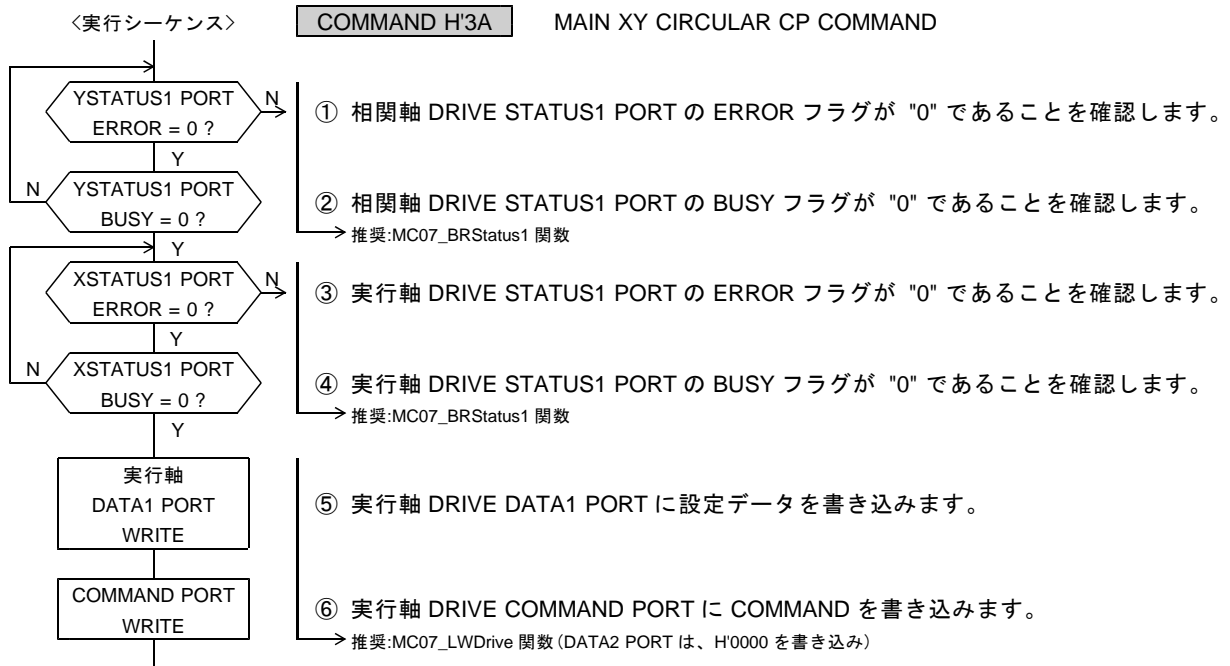 〈実行シーケンス〉 COMMAND H'3A MAIN XY CIRCULAR CP COMMAND
YSTATUS1 PORT
ERROR = 0 ?
N
① 相関軸 DRIVE STATUS1 PORT の ERROR フラグが "0" であることを確認します。
Y
N
YSTATUS1 PORT
BUSY = 0 ?
② 相関軸 DRIVE STATUS1 PORT の BUSY フラグが "0" であることを確認します。
推奨:MC07_BRStatus1 関数
Y
XSTATUS1 PORT
ERROR = 0 ?
N
③ 実行軸 DRIVE STATUS1 PORT の ERROR フラグが "0" であることを確認します。
Y
N
XSTATUS1 PORT
BUSY = 0 ?
④ 実行軸 DRIVE STATUS1 PORT の BUSY フラグが "0" であることを確認します。
推奨:MC07_BRStatus1 関数
Y
実行軸
DATA1 PORT
WRITE
⑤ 実行軸 DRIVE DATA1 PORT に設定データを書き込みます。
COMMAND PORT
WRITE
⑥ 実行軸 DRIVE COMMAND PORT に COMMAND を書き込みます。
推奨:MC07_LWDrive 関数(DATA2 PORT は、H'0000 を書き込み)